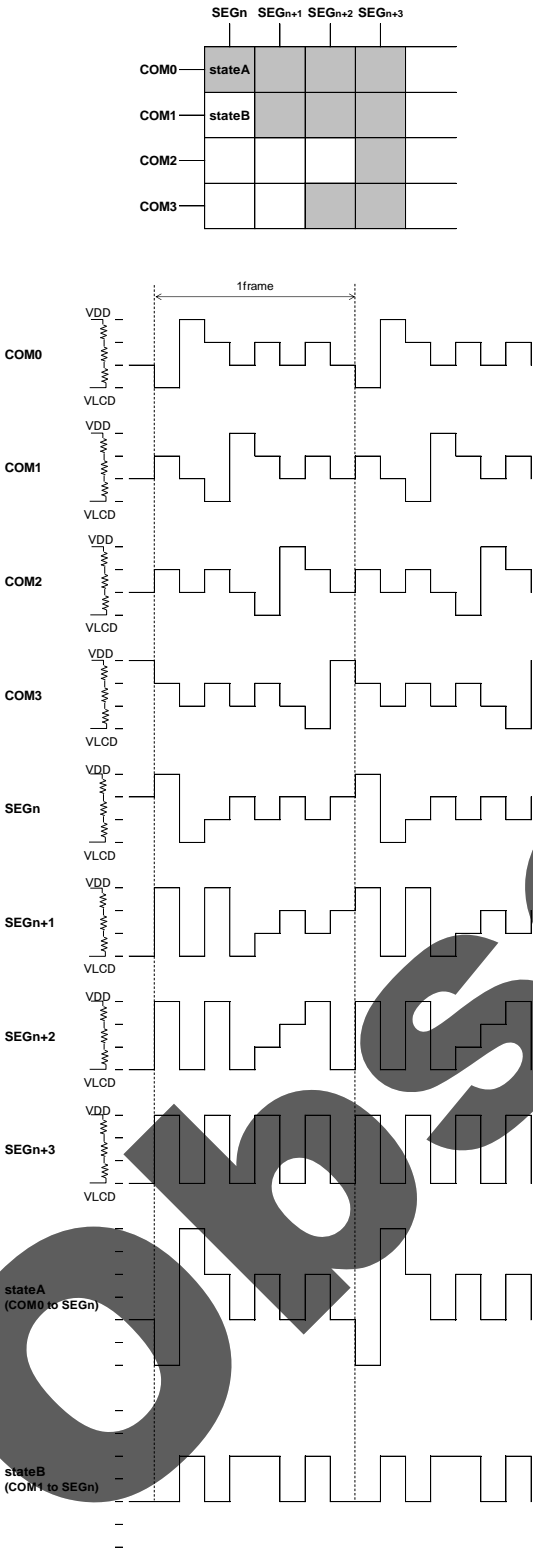 SEGn SEGn+1 SEGn+2 SEGn+3
COM0 stateA
COM1 stateB
COM2
COM3
1frame
VDD
COM0
VLCD
VDD
COM1
VLCD
VDD
COM2
VLCD
VDD
COM3
VLCD
VDD
SEGn
VLCD
VDD
SEGn+1
VLCD
VDD
SEGn+2
VLCD
VDD
SEGn+3
VLCD
stateA
(COM0 to SEGn)
stateB
(COM1 to SEGn)
Obs